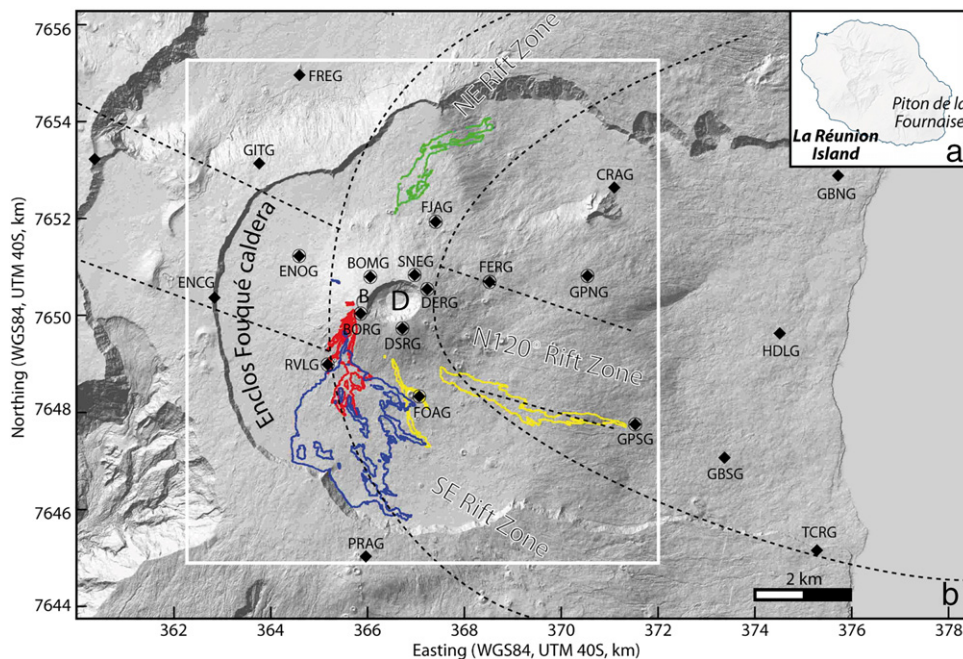 7656
7654
7652
7650
7648
7646
7644
Northing (WGS84, UTM 40S, km)
FREG
NE Rift Zone
GITG
CRAG
GBNG
FJAG
Enclos Fouqué caldera
ENOG
BOMG
SNEG
FERG
GPNG
ENCG
B
D
DERG
BORG
DSRG
N120 Rift Zone
HDLG
RVLG
FOAG
GPSG
GBSG
SE Rift Zone
PRAG
TCRG
2 km
b
La Réunion
Island
Piton de la
Fournaise
a
362
364
366
368
370
372
374
376
378
Easting (WGS84, UTM 40S, km)